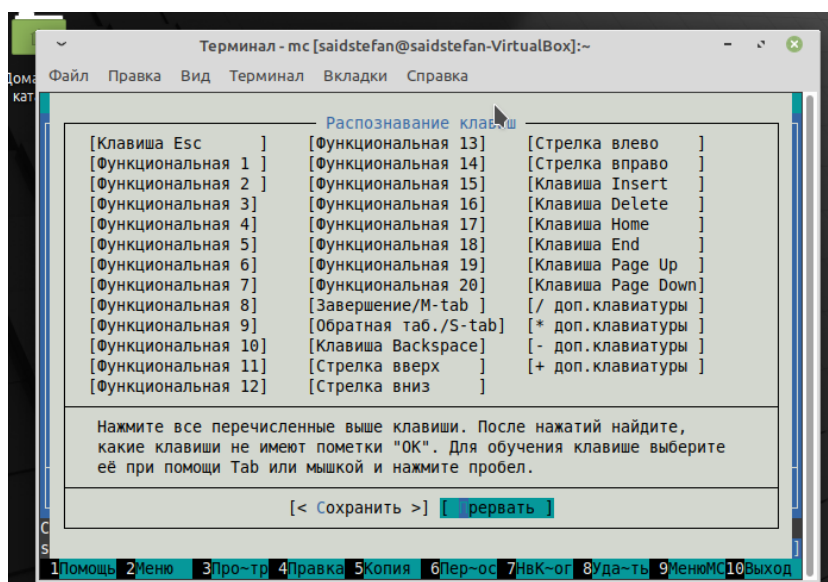 Терминал - mc [saidstefan@saidstefan-VirtualBox]:~
Файл Правка Вид Терминал Вкладки Справка
Распознавание клавиш
[Клавиша Esc ] [Функциональная 13] [Стрелка влево ]
[Функциональная 1 ] [Функциональная 14] [Стрелка вправо ]
[Функциональная 2 ] [Функциональная 15] [Клавиша Insert ]
[Функциональная 3] [Функциональная 16] [Клавиша Delete ]
[Функциональная 4] [Функциональная 17] [Клавиша Home ]
[Функциональная 5] [Функциональная 18] [Клавиша End ]
[Функциональная 6] [Функциональная 19] [Клавиша Page Up ]
[Функциональная 7] [Функциональная 20] [Клавиша Page Down]
[Функциональная 8] [Завершение/M-tab ] [/ доп.клавиатуры ]
[Функциональная 9] [Обратная таб./S-tab] [* доп.клавиатуры ]
[Функциональная 10] [Клавиша Backspace] [- доп.клавиатуры ]
[Функциональная 11] [Стрелка вверх ] [+ доп.клавиатуры ]
[Функциональная 12] [Стрелка вниз ]
Нажмите все перечисленные выше клавиши. После нажатий найдите,
какие клавиши не имеют пометки "OK". Для обучения клавише выберите
её при помощи Tab или мышкой и нажмите пробел.
[< Сохранить >] [ Прервать ]
1Помощь 2Меню 3Про~тр 4Правка 5Копия 6Пер~ос 7НвК~ог 8Уда~ть 9МенюMC 10Выход